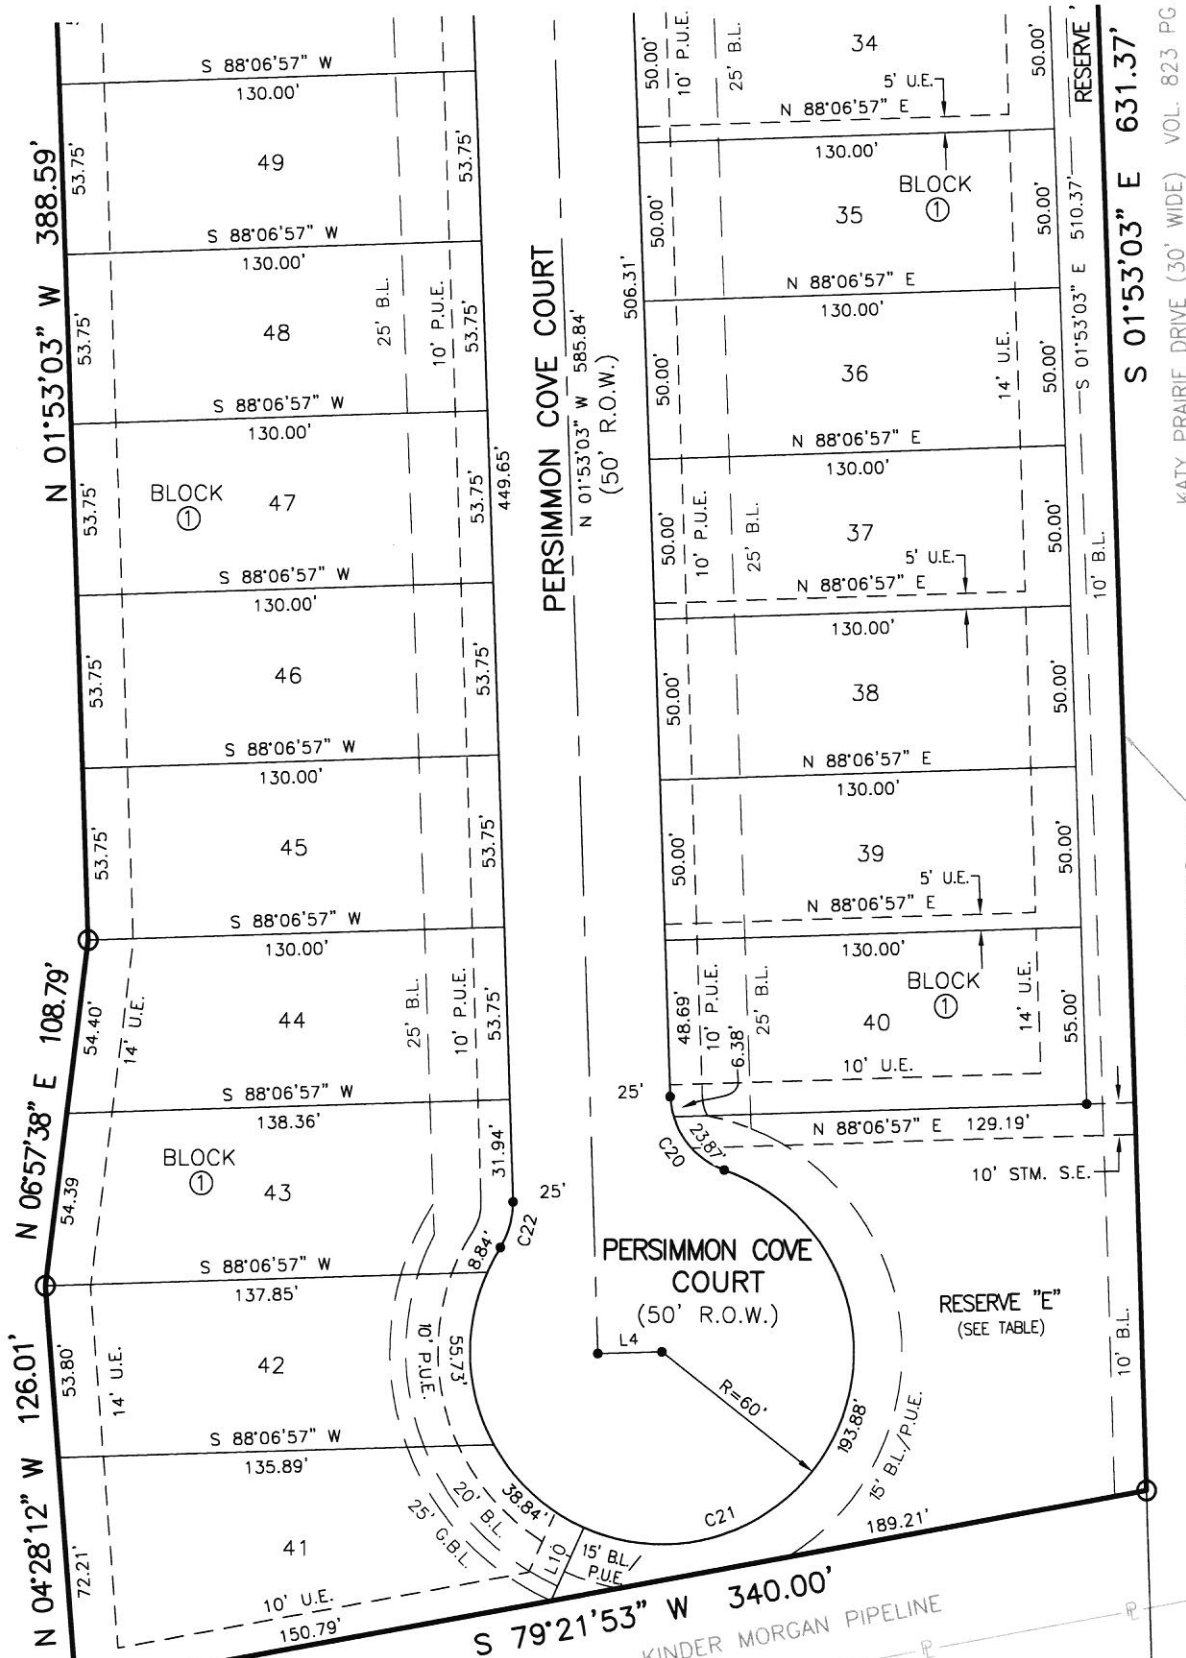 N 01°53'03" W 388.59'
S 88°06'57" W
130.00'
53.75'
49
53.75'
S 88°06'57" W
130.00'
53.75'
48
25' B.L.
10' P.U.E.
53.75'
S 88°06'57" W
130.00'
53.75'
BLOCK
1
47
53.75'
449.65'
S 88°06'57" W
130.00'
53.75'
46
53.75'
S 88°06'57" W
130.00'
53.75'
45
53.75'
S 88°06'57" W
130.00'
N 06°57'38" E 108.79'
54.40'
14' U.E.
44
25' B.L.
10' P.U.E.
53.75'
S 88°06'57" W
138.36'
54.39
BLOCK
1
43
31.94'
25'
C22
8.84'
S 88°06'57" W
137.85'
N 04°28'12" W 126.01'
53.80'
14' U.E.
42
10' P.U.E.
55.73'
S 88°06'57" W
135.89'
72.21'
41
25' G.B.L.
20' B.L.
38.84'
L10
10' U.E.
150.79'
15' B.L./
P.U.E.
PERSIMMON COVE COURT
N 01°53'03" W 585.84'
(50' R.O.W.)
506.31'
50.00'
10' P.U.E.
25' B.L.
34
5' U.E.
50.00'
RESERVE "
N 88°06'57" E
130.00'
BLOCK
1
50.00'
35
50.00'
510.37'
S 01°53'03" E
N 88°06'57" E
130.00'
50.00'
36
14' U.E.
50.00'
N 88°06'57" E
130.00'
50.00'
10' P.U.E.
25' B.L.
37
5' U.E.
50.00'
10' B.L.
N 88°06'57" E
130.00'
50.00'
38
50.00'
N 88°06'57" E
130.00'
50.00'
39
5' U.E.
50.00'
N 88°06'57" E
130.00'
BLOCK
1
48.69'
10' P.U.E.
6.38'
25' B.L.
40
14' U.E.
55.00'
10' U.E.
25'
N 88°06'57" E 129.19'
C20
23.87'
10' STM. S.E.
PERSIMMON COVE
COURT
(50' R.O.W.)
L4
R=60'
RESERVE "E"
(SEE TABLE)
10' B.L.
193.88'
15' B.L./P.U.E.
C21
189.21'
S 79°21'53" W 340.00'
KINDER MORGAN PIPELINE
S 01°53'03" E 631.37'
KATY PRAIRIE DRIVE (30' WIDE) VOL. 823 PG